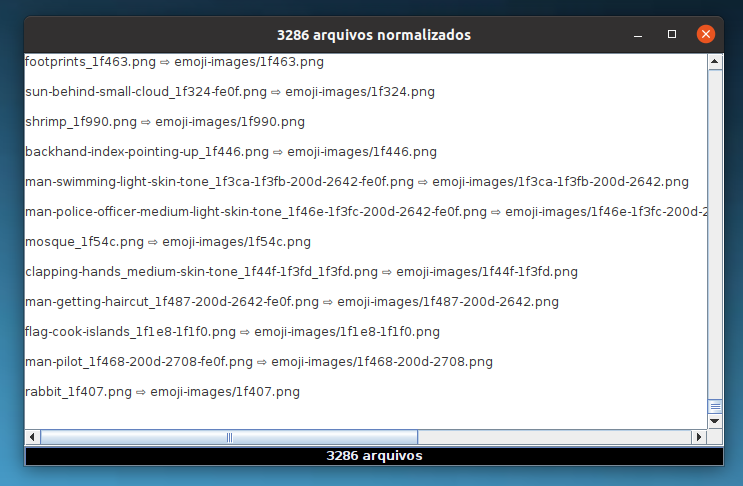 3286 arquivos normalizados
footprints_1f463.png ⇨ emoji-images/1f463.png
sun-behind-small-cloud_1f324-fe0f.png ⇨ emoji-images/1f324.png
shrimp_1f990.png ⇨ emoji-images/1f990.png
backhand-index-pointing-up_1f446.png ⇨ emoji-images/1f446.png
man-swimming-light-skin-tone_1f3ca-1f3fb-200d-2642-fe0f.png ⇨ emoji-images/1f3ca-1f3fb-200d-2642.png
man-police-officer-medium-light-skin-tone_1f46e-1f3fc-200d-2642-fe0f.png ⇨ emoji-images/1f46e-1f3fc-200d-2
mosque_1f54c.png ⇨ emoji-images/1f54c.png
clapping-hands_medium-skin-tone_1f44f-1f3fd_1f3fd.png ⇨ emoji-images/1f44f-1f3fd.png
man-getting-haircut_1f487-200d-2642-fe0f.png ⇨ emoji-images/1f487-200d-2642.png
flag-cook-islands_1f1e8-1f1f0.png ⇨ emoji-images/1f1e8-1f1f0.png
man-pilot_1f468-200d-2708-fe0f.png ⇨ emoji-images/1f468-200d-2708.png
rabbit_1f407.png ⇨ emoji-images/1f407.png
3286 arquivos